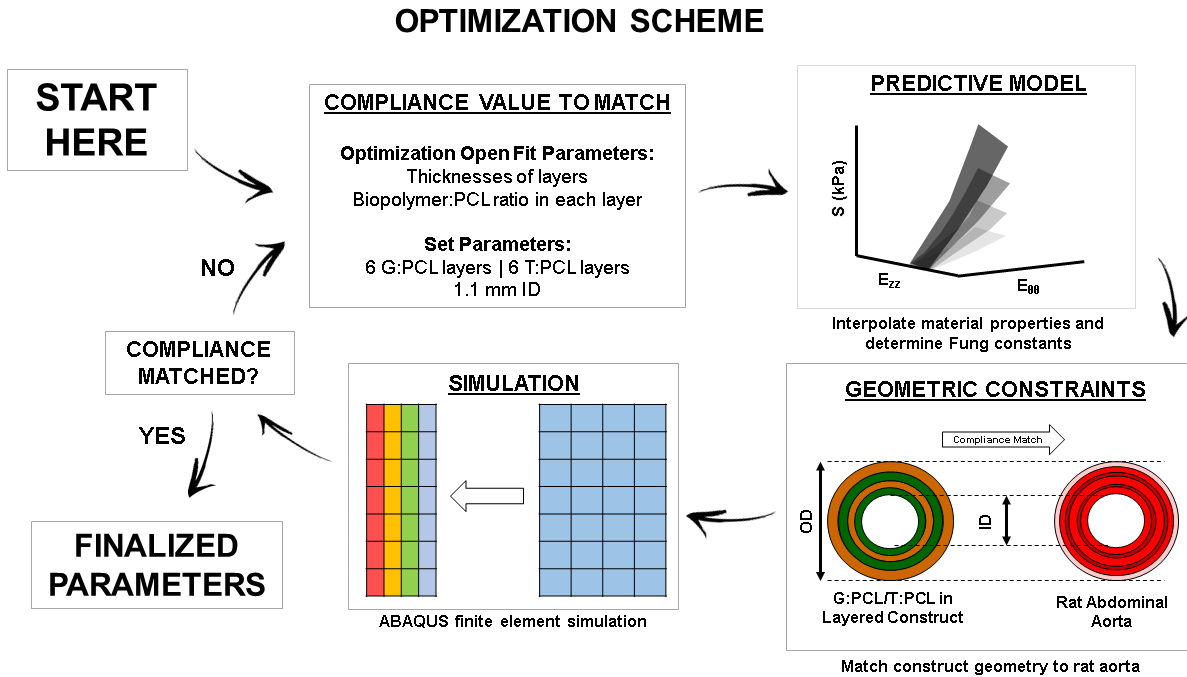 OPTIMIZATION SCHEME
START
HERE
COMPLIANCE VALUE TO MATCH
Optimization Open Fit Parameters:
Thicknesses of layers
Biopolymer:PCL ratio in each layer
Set Parameters:
6 G:PCL layers | 6 T:PCL layers
1.1 mm ID
PREDICTIVE MODEL
S (kPa)
Ezz
Eθθ
Interpolate material properties and
determine Fung constants
GEOMETRIC CONSTRAINTS
Compliance Match
OD
ID
G:PCL/T:PCL in
Layered Construct
Rat Abdominal
Aorta
Match construct geometry to rat aorta
SIMULATION
ABAQUS finite element simulation
COMPLIANCE
MATCHED?
NO
YES
FINALIZED
PARAMETERS